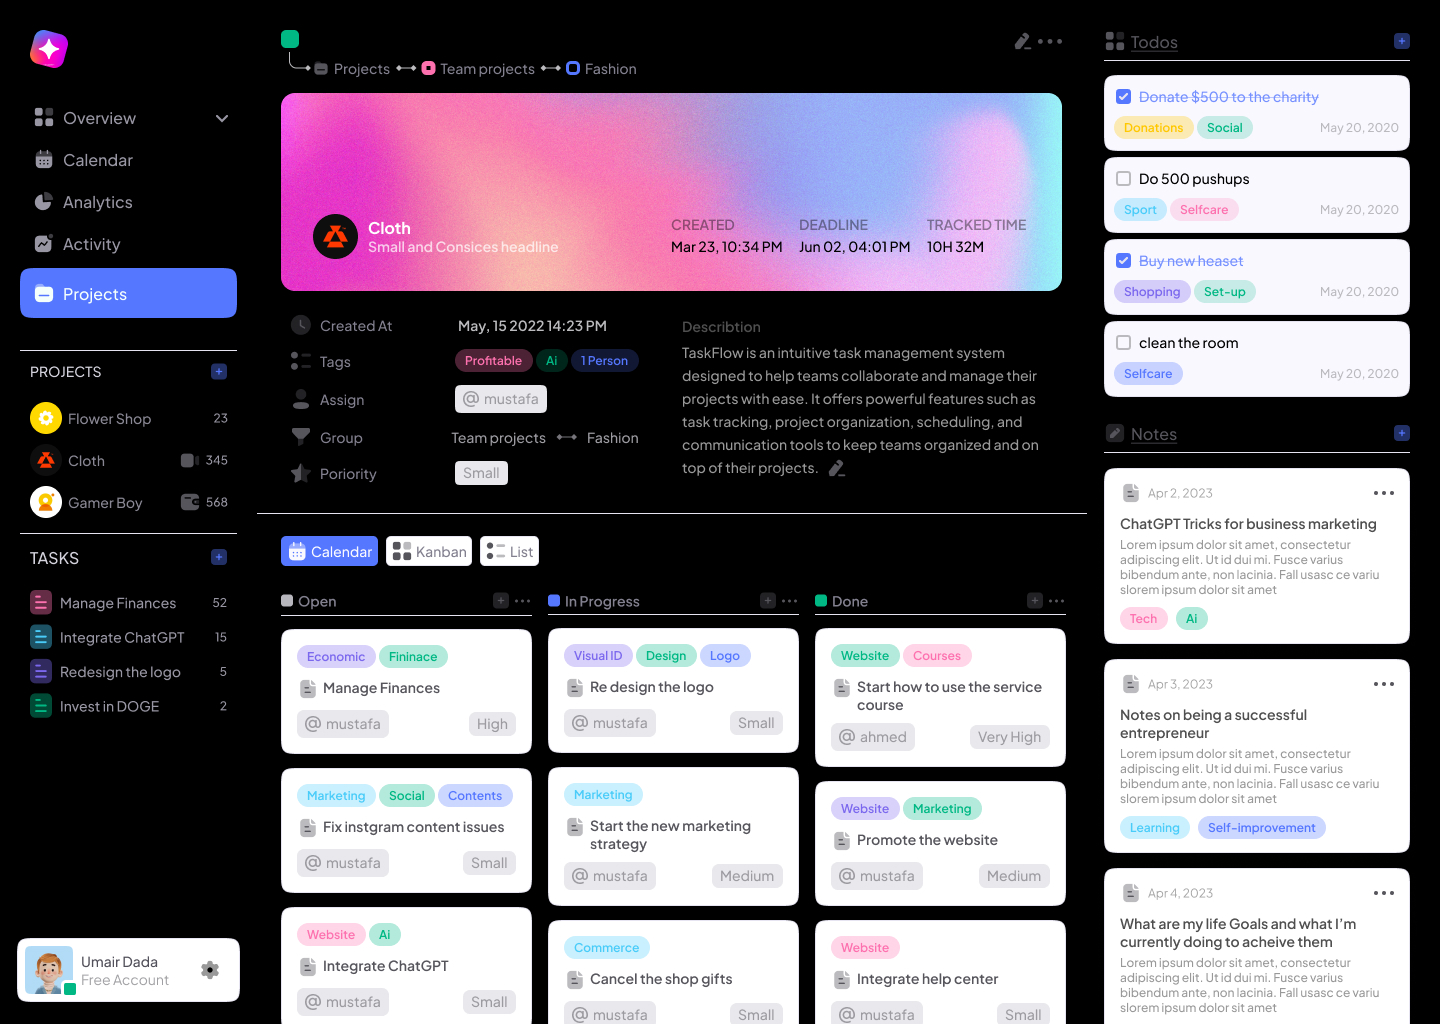 Overview
Calendar
Analytics
Activity
Projects
PROJECTS
Flower Shop 23
Cloth 345
Gamer Boy 568
TASKS
Manage Finances 52
Integrate ChatGPT 15
Redesign the logo 5
Invest in DOGE 2
Umair Dada
Free Account
Projects Team projects Fashion
Cloth
Small and Consices headline
CREATED DEADLINE TRACKED TIME
Mar 23, 10:34 PM Jun 02, 04:01 PM 10H 32M
Created At May, 15 2022 14:23 PM
Tags Profitable Ai 1 Person
Assign @ mustafa
Group Team projects Fashion
Poriority Small
Describtion
TaskFlow is an intuitive task management system
designed to help teams collaborate and manage their
projects with ease. It offers powerful features such as
task tracking, project organization, scheduling, and
communication tools to keep teams organized and on
top of their projects.
Calendar Kanban List
Open
Economic Fininace
Manage Finances
@ mustafa High
Marketing Social Contents
Fix instgram content issues
@ mustafa Small
Website Ai
Integrate ChatGPT
@ mustafa Small
In Progress
Visual ID Design Logo
Re design the logo
@ mustafa Small
Marketing
Start the new marketing
strategy
@ mustafa Medium
Commerce
Cancel the shop gifts
@ mustafa Small
Done
Website Courses
Start how to use the service
course
@ ahmed Very High
Website Marketing
Promote the website
@ mustafa Medium
Website
Integrate help center
@ mustafa Small
Todos
Donate $500 to the charity
Donations Social May 20, 2020
Do 500 pushups
Sport Selfcare May 20, 2020
Buy new heaset
Shopping Set-up May 20, 2020
clean the room
Selfcare May 20, 2020
Notes
Apr 2, 2023
ChatGPT Tricks for business marketing
Lorem ipsum dolor sit amet, consectetur
adipiscing elit. Ut id dui mi. Fusce varius
bibendum ante, non lacinia. Fall usasc ce variu
slorem ipsum dolor sit amet
Tech Ai
Apr 3, 2023
Notes on being a successful
entrepreneur
Lorem ipsum dolor sit amet, consectetur
adipiscing elit. Ut id dui mi. Fusce varius
bibendum ante, non lacinia. Fall usasc ce variu
slorem ipsum dolor sit amet
Learning Self-improvement
Apr 4, 2023
What are my life Goals and what I'm
currently doing to acheive them
Lorem ipsum dolor sit amet, consectetur
adipiscing elit. Ut id dui mi. Fusce varius
bibendum ante, non lacinia. Fall usasc ce variu
slorem ipsum dolor sit amet